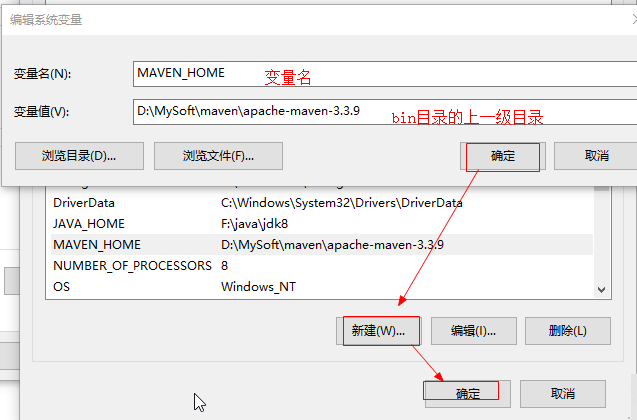 编辑系统变量
变量名(N):
MAVEN_HOME
变量名
变量值(V):
D:\MySoft\maven\apache-maven-3.3.9
bin目录的上一级目录
浏览目录(D)... 浏览文件(F)... 确定 取消
DriverData C:\Windows\System32\Drivers\DriverData
JAVA_HOME F:\java\jdk8
MAVEN_HOME D:\MySoft\maven\apache-maven-3.3.9
NUMBER_OF_PROCESSORS 8
OS Windows_NT
新建(W)... 编辑(I)... 删除(L)
确定 取消